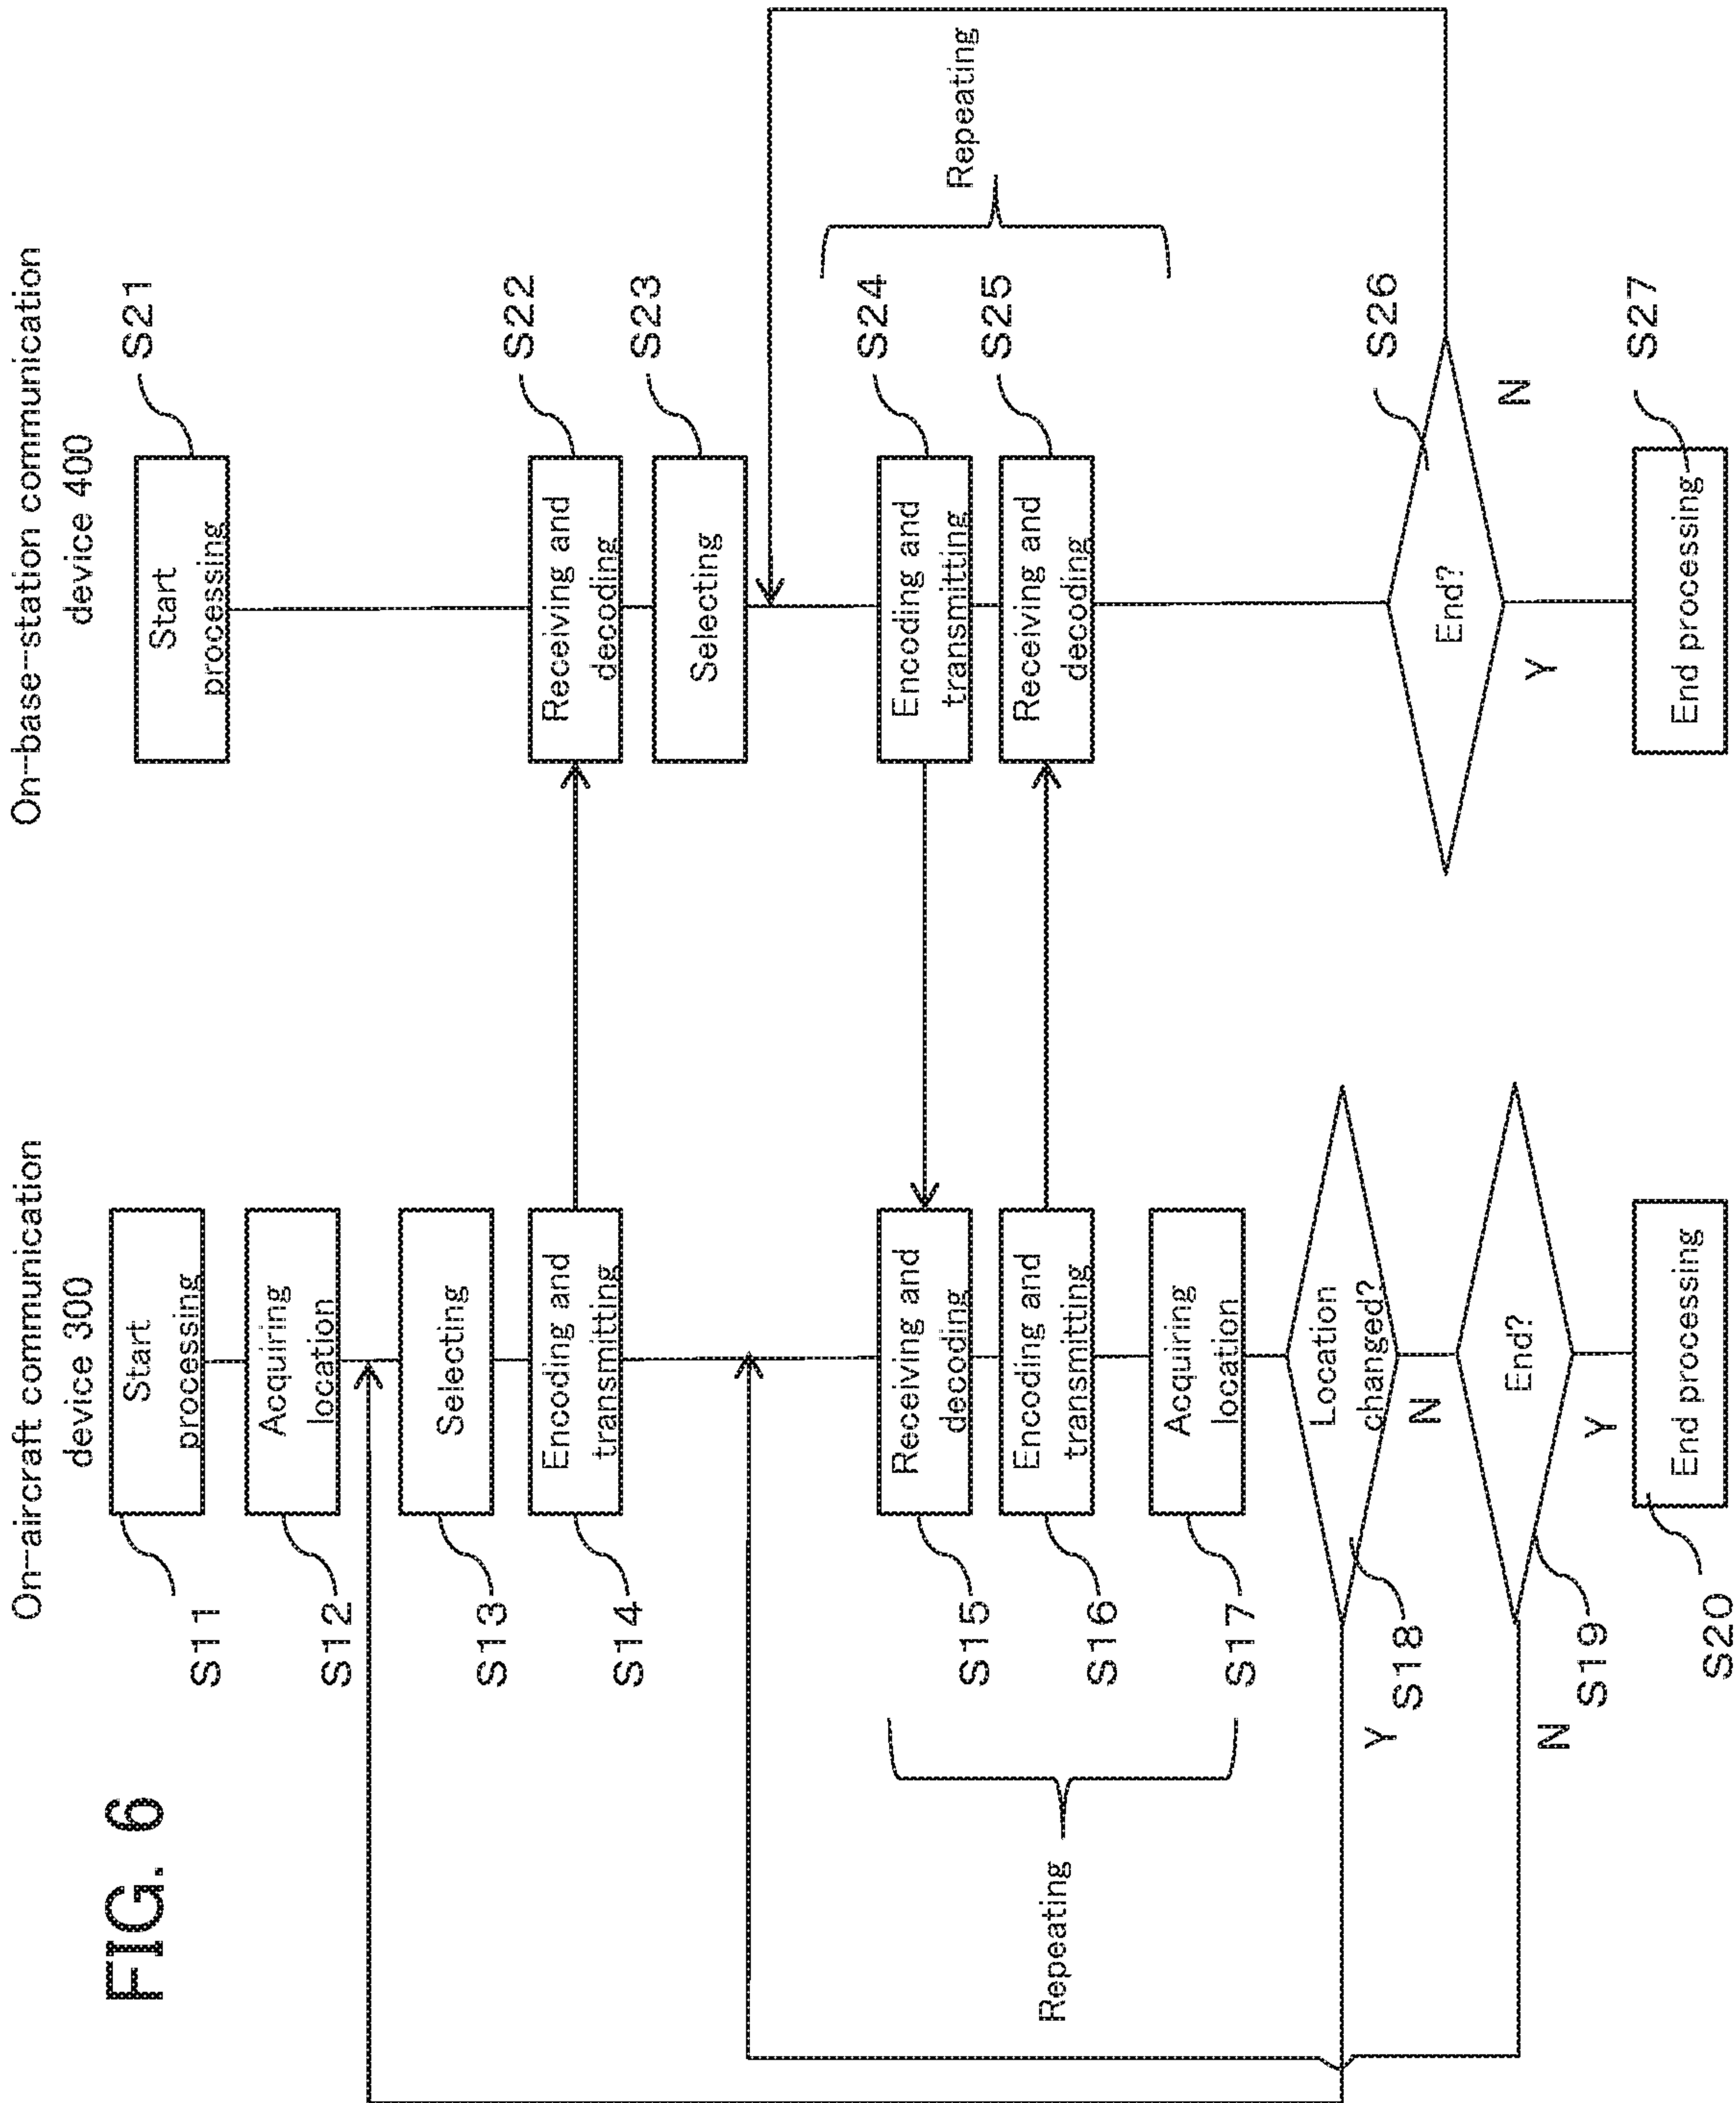 FIG. 6
On-aircraft communication
device 300
S11
Start
processing
S12
Acquiring
location
S13
Selecting
S14
Encoding and
transmitting
S15
Receiving and
decoding
S16
Encoding and
transmitting
S17
Acquiring
location
Repeating
S18
Location
changed?
Y
N
S19
End?
N
Y
S20
End processing
On-base-station communication
device 400
S21
Start
processing
S22
Receiving and
decoding
S23
Selecting
S24
Encoding and
transmitting
S25
Receiving and
decoding
Repeating
S26
End?
N
Y
S27
End processing